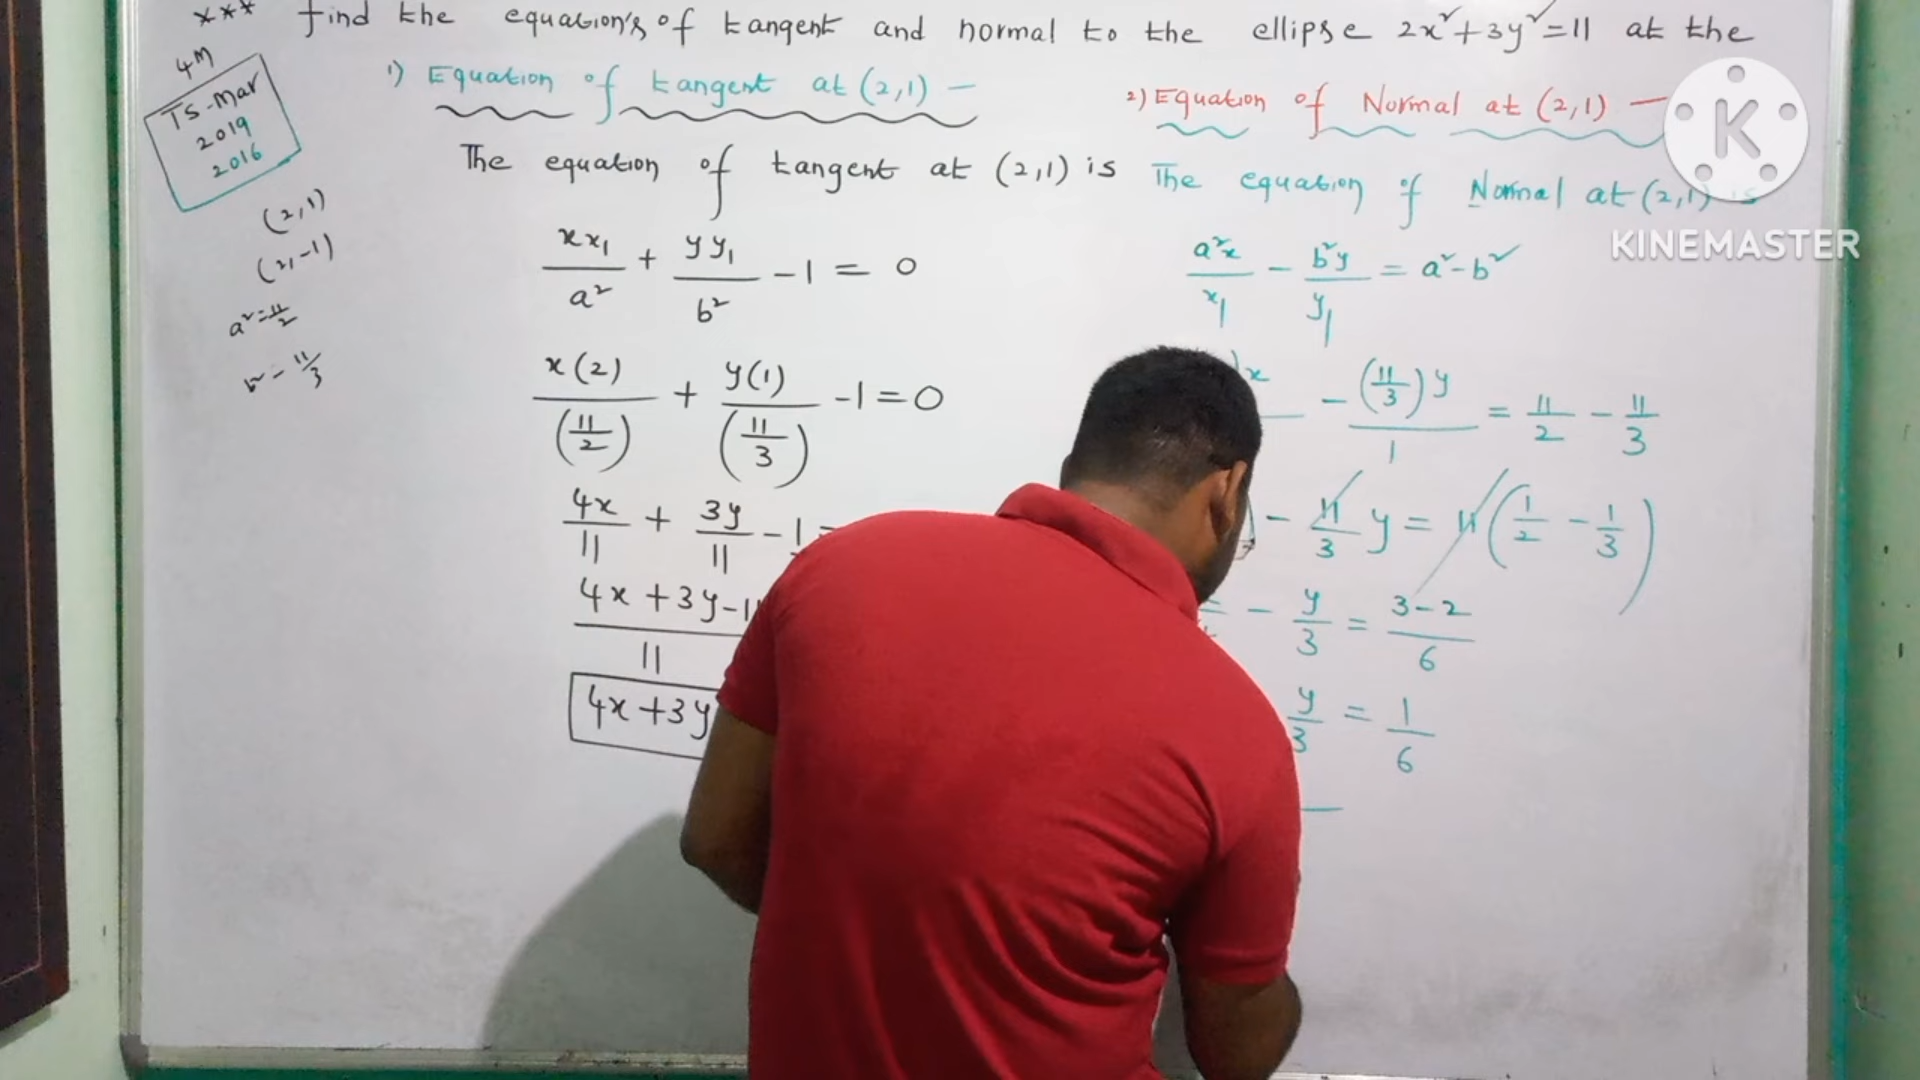 *** find the equation's of tangent and normal to the ellipse 2x²+3y²=11 at the
4M
TS-Mar
2019
2016
(2,1)
(2,-1)
a²=11/2
11/3
1) Equation of tangent at (2,1) —
The equation of tangent at (2,1) is
xx₁/a² + yy₁/b² - 1 = 0
x(2)/(11/2) + y(1)/(11/3) - 1 = 0
4x/11 + 3y/11 - 1 =
4x + 3y - 11
11
4x + 3y
2) Equation of Normal at (2,1) —
The equation of Normal at (2,1) is
a²x/x₁ - b²y/y₁ = a² - b²
x - (11/3)y/1 = 11/2 - 11/3
- 11/3 y = 11(1/2 - 1/3)
- y/3 = 3-2/6
y/3 = 1/6
K
KINEMASTER